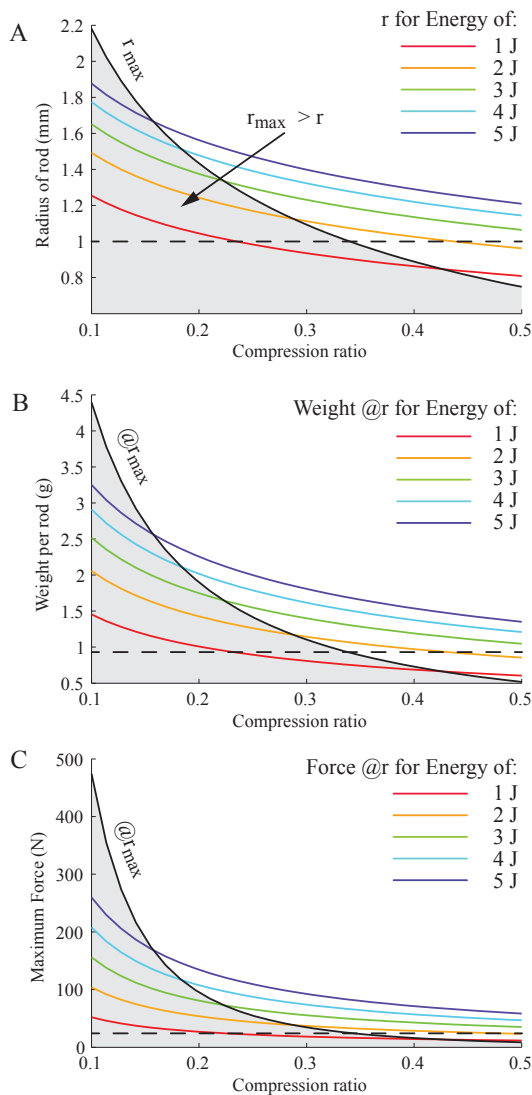 A
r for Energy of:
1 J
2 J
3 J
4 J
5 J
r max
rmax > r
Radius of rod (mm)
2.2
2
1.8
1.6
1.4
1.2
1
0.8
0.1
0.2
0.3
0.4
0.5
Compression ratio
B
Weight @r for Energy of:
1 J
2 J
3 J
4 J
5 J
@rmax
Weight per rod (g)
4.5
4
3.5
3
2.5
2
1.5
1
0.5
0.1
0.2
0.3
0.4
0.5
Compression ratio
C
Force @r for Energy of:
1 J
2 J
3 J
4 J
5 J
@rmax
Maximum Force (N)
500
400
300
200
100
0
0.1
0.2
0.3
0.4
0.5
Compression ratio